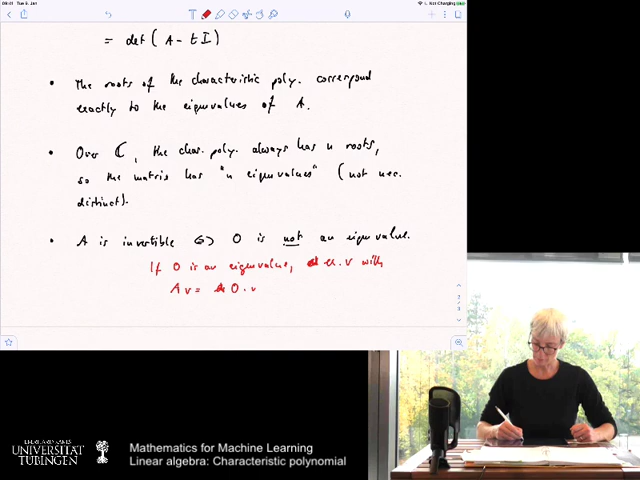 = det (A - tI)
• The roots of the characteristic poly. correspond
exactly to the eigenvalues of A.
• Over ℂ, the char. poly. always has n roots,
so the matrix has "n eigenvalues" (not nec.
distinct).
• A is invertible <=> 0 is not an eigenvalue.
If 0 is an eigenvalue, ex. v with
Av = 0·v
EBERHARD KARLS
UNIVERSITÄT
TÜBINGEN
Mathematics for Machine Learning
Linear algebra: Characteristic polynomial